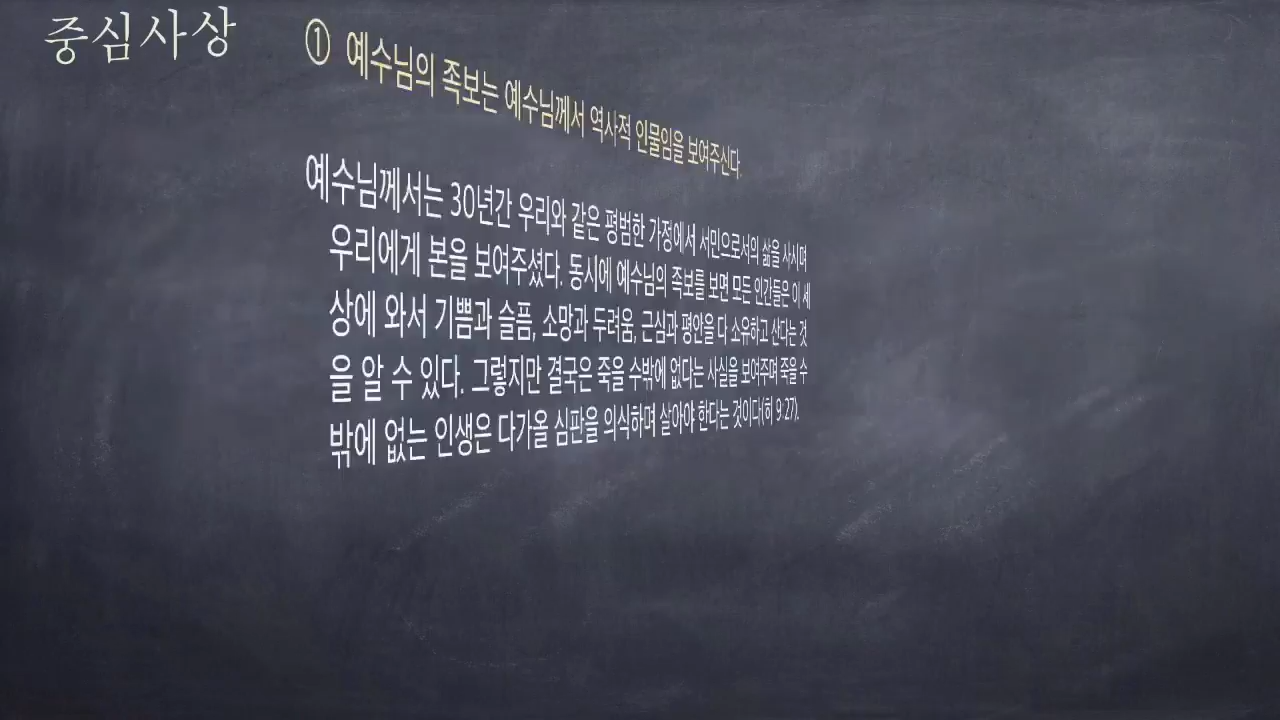 중심사상
① 예수님의 족보는 예수님께서 역사적 인물임을 보여주신다.
예수님께서는 30년간 우리와 같은 평범한 가정에서 서민으로서의 삶을 사시며
우리에게 본을 보여주셨다. 동시에 예수님의 족보를 보면 모든 인간들은 이 세
상에 와서 기쁨과 슬픔, 소망과 두려움, 근심과 평안을 다 소유하고 산다는 것
을 알 수 있다. 그렇지만 결국은 죽을 수밖에 없다는 사실을 보여주며 죽을 수
밖에 없는 인생은 다가올 심판을 의식하며 살아야 한다는 것이다(히 9:27).